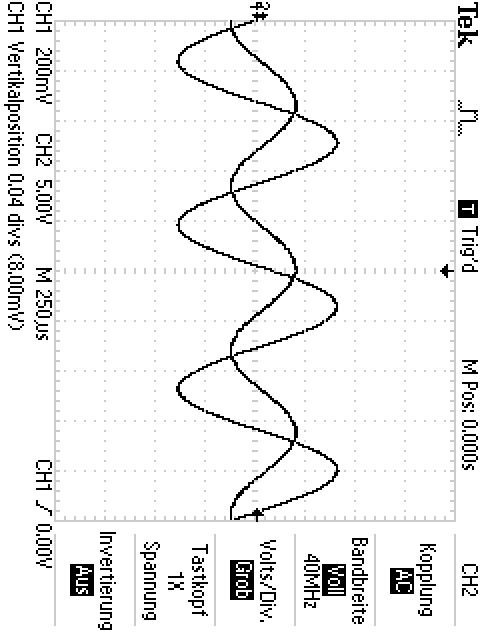 Tek
T Trig'd
M Pos: 0.000s
CH2
Kopplung
AC
Bandbreite
Voll
40MHz
Volts/Div.
Grob
Tastkopf
1X
Spannung
Invertierung
Aus
CH1 200mV
CH2 5.00V
M 250µs
CH1
0.00V
CH1 Vertikalposition 0.04 divs (8.00mV)